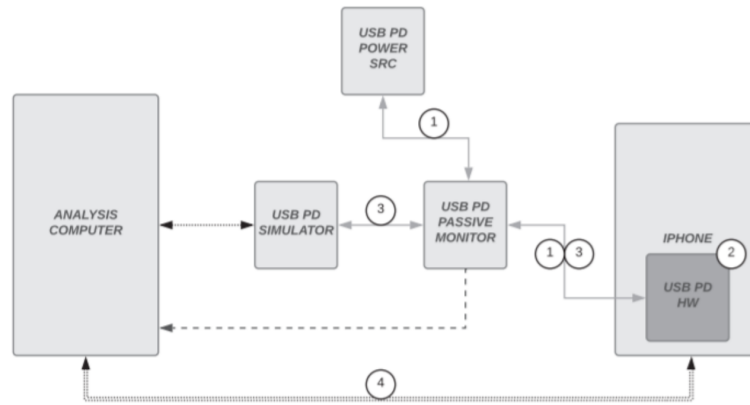 USB PD
POWER
SRC
1
ANALYSIS
COMPUTER
USB PD
SIMULATOR
3
USB PD
PASSIVE
MONITOR
1 3
IPHONE
2
USB PD
HW
4